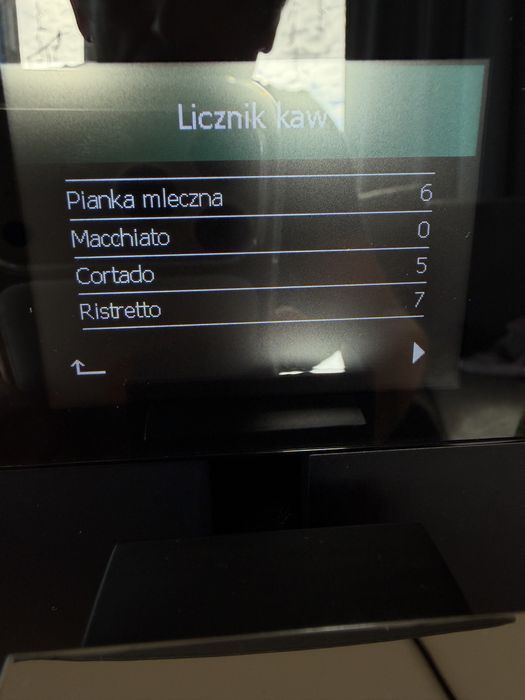 Licznik kaw
Pianka mleczna 6
Macchiato 0
Cortado 5
Ristretto 7